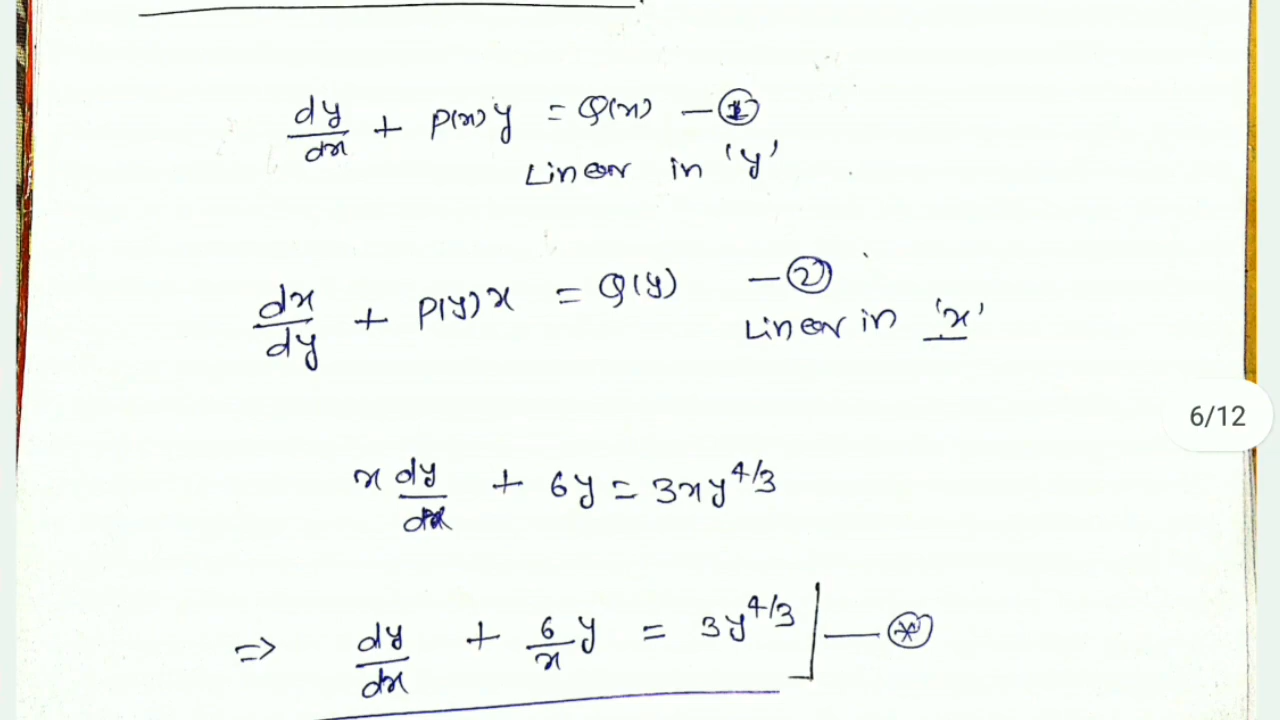 dy/dx + P(x) y = Q(x) — ①
Linear in 'y'
dx/dy + P(y) x = Q(y) — ②
Linear in 'x'
6/12
x dy/dx + 6y = 3xy^4/3
⇒ dy/dx + 6/x y = 3y^4/3 ] — ⊛